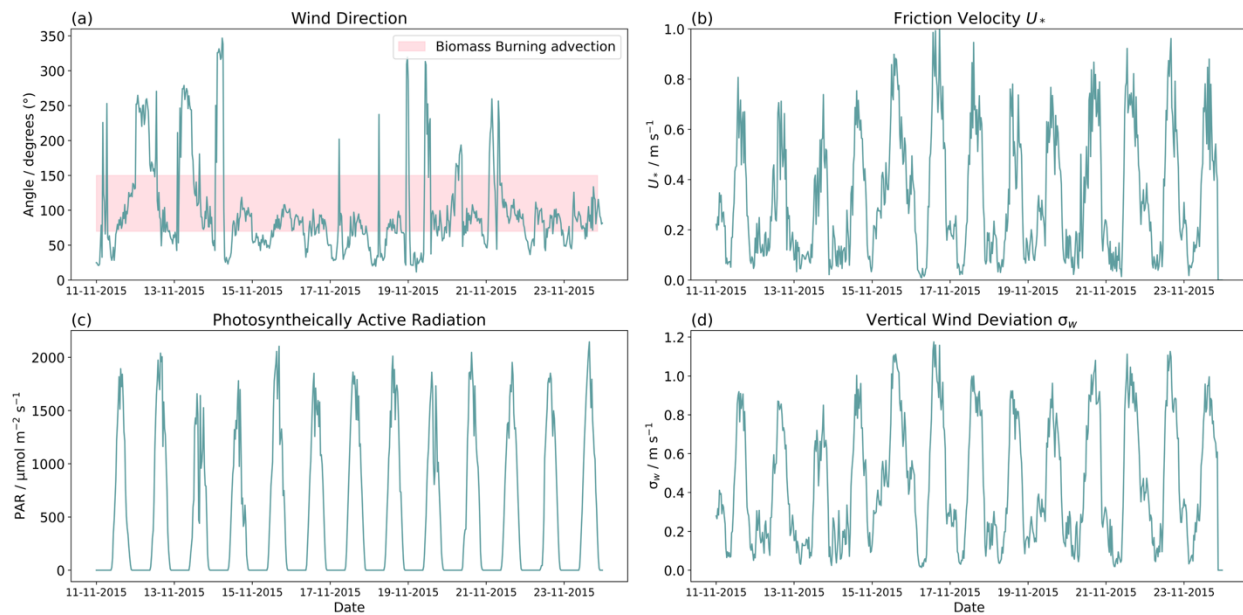 (a) Wind Direction
Biomass Burning advection
Angle / degrees (°)
350
300
250
200
150
100
50
0
11-11-2015 13-11-2015 15-11-2015 17-11-2015 19-11-2015 21-11-2015 23-11-2015
(b) Friction Velocity U*
U* / m s⁻¹
1.0
0.8
0.6
0.4
0.2
0.0
11-11-2015 13-11-2015 15-11-2015 17-11-2015 19-11-2015 21-11-2015 23-11-2015
(c) Photosyntheically Active Radiation
PAR / μmol m⁻² s⁻¹
2000
1500
1000
500
0
11-11-2015 13-11-2015 15-11-2015 17-11-2015 19-11-2015 21-11-2015 23-11-2015
Date
(d) Vertical Wind Deviation σw
σw / m s⁻¹
1.2
1.0
0.8
0.6
0.4
0.2
0.0
11-11-2015 13-11-2015 15-11-2015 17-11-2015 19-11-2015 21-11-2015 23-11-2015
Date